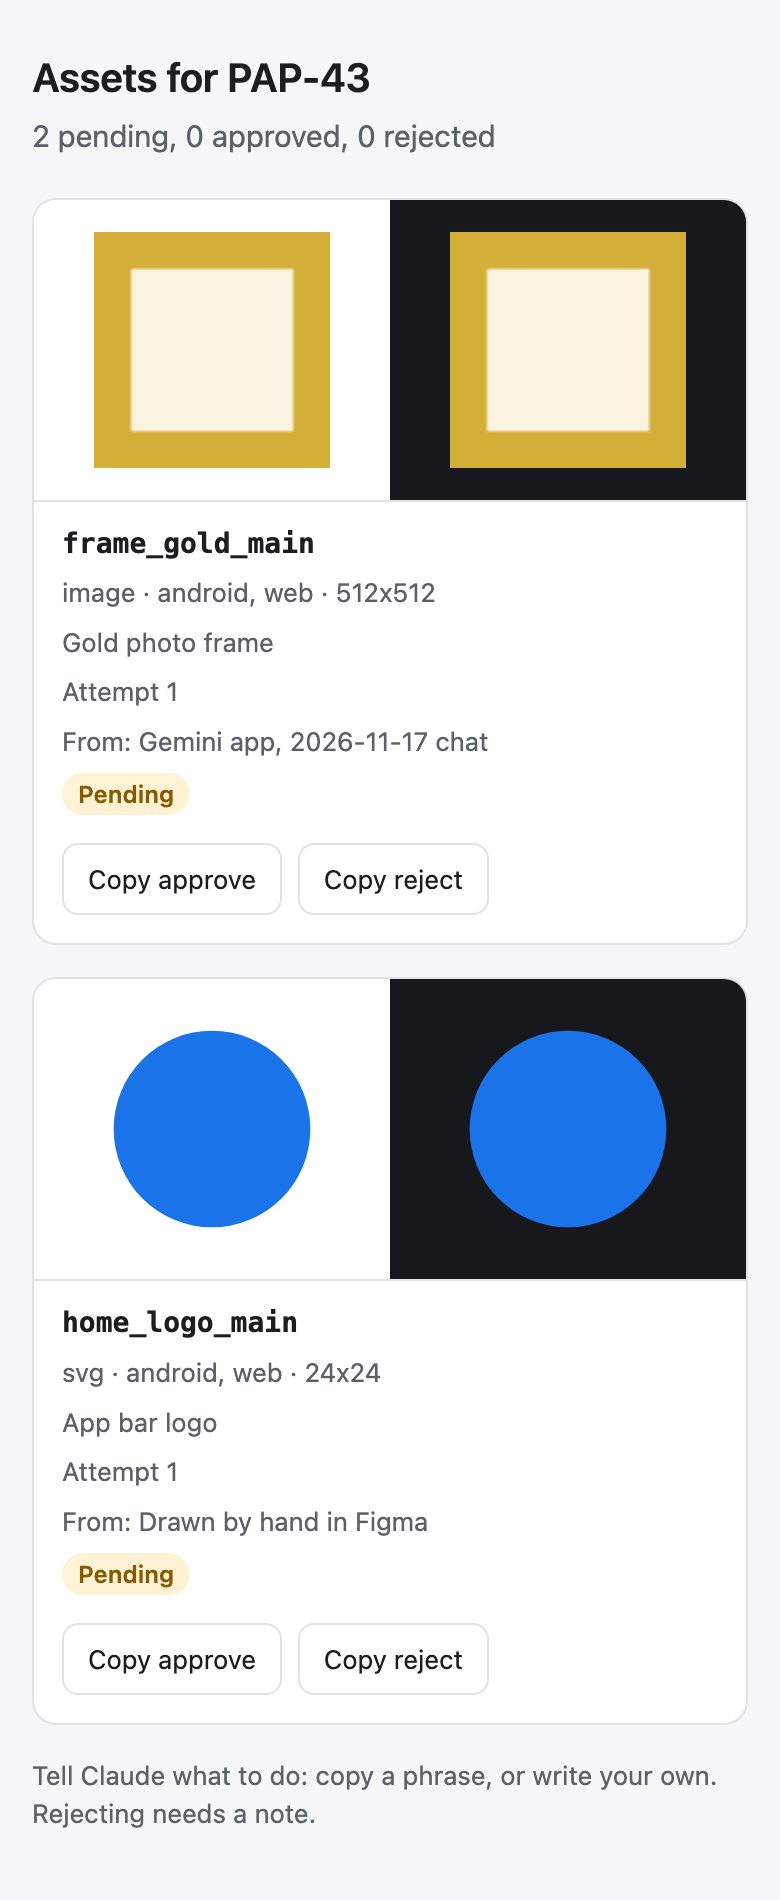 Assets for PAP-43
2 pending, 0 approved, 0 rejected
frame_gold_main
image · android, web · 512x512
Gold photo frame
Attempt 1
From: Gemini app, 2026-11-17 chat
Pending
Copy approve
Copy reject
home_logo_main
svg · android, web · 24x24
App bar logo
Attempt 1
From: Drawn by hand in Figma
Pending
Copy approve
Copy reject
Tell Claude what to do: copy a phrase, or write your own.
Rejecting needs a note.